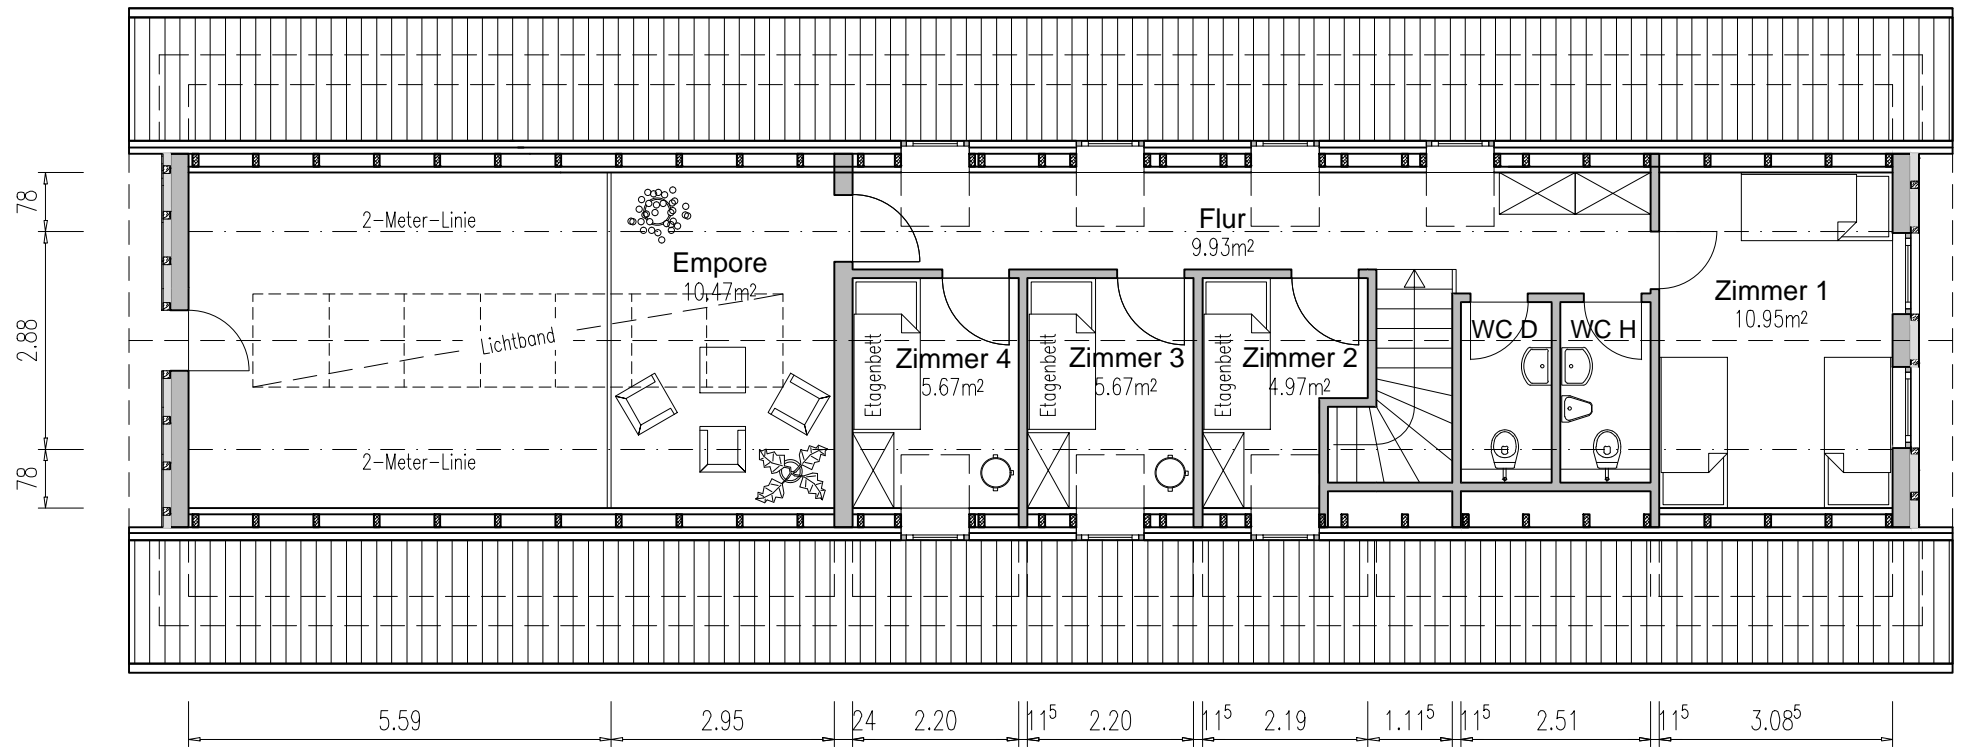 2-Meter-Linie
Flur
9.93m²
Empore
10.47m²
Zimmer 1
10.95m²
WC D
WC H
Lichtband
Zimmer 4
5.67m²
Zimmer 3
5.67m²
Zimmer 2
4.97m²
Etagenbett
Etagenbett
Etagenbett
2-Meter-Linie
78
2.88
78
5.59
2.95
24
2.20
11⁵
2.20
11⁵
2.19
1.11⁵
11⁵
2.51
11⁵
3.08⁵